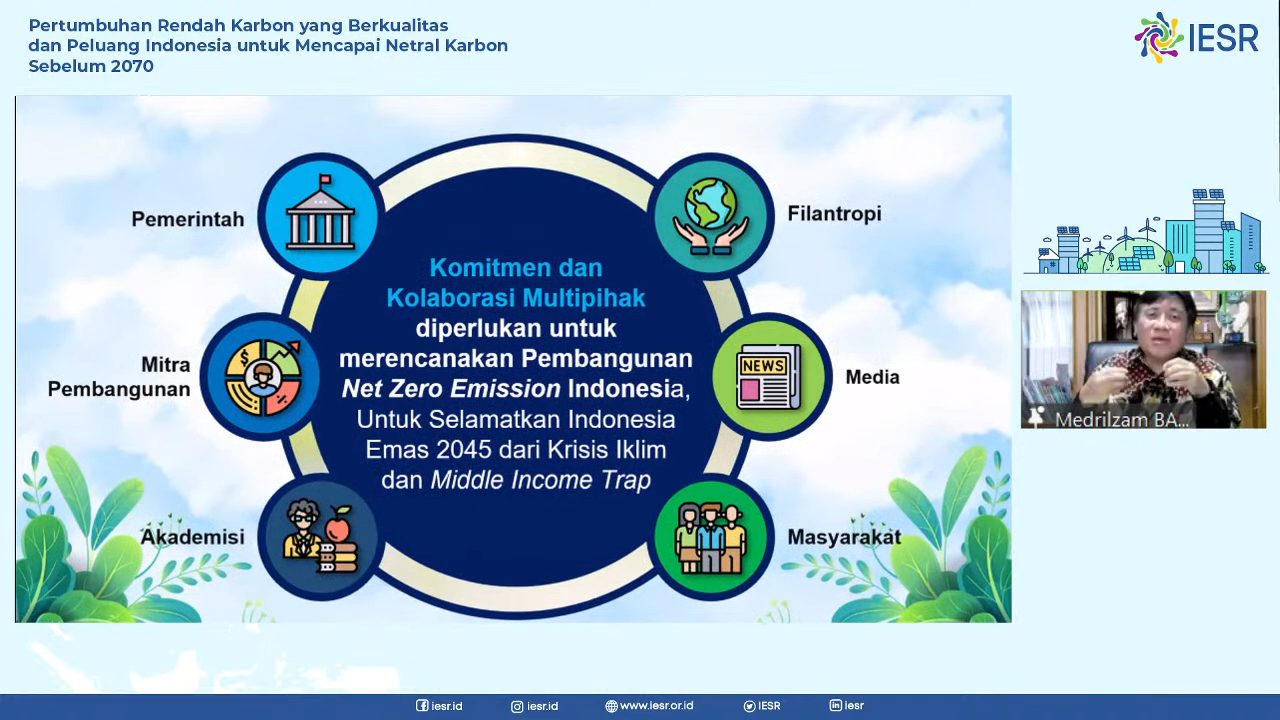 Pertumbuhan Rendah Karbon yang Berkualitas
dan Peluang Indonesia untuk Mencapai Netral Karbon
Sebelum 2070
IESR
Pemerintah
Filantropi
Mitra
Pembangunan
NEWS
Media
Akademisi
Masyarakat
Komitmen dan
Kolaborasi Multipihak
diperlukan untuk
merencanakan Pembangunan
Net Zero Emission Indonesia,
Untuk Selamatkan Indonesia
Emas 2045 dari Krisis Iklim
dan Middle Income Trap
$
Medrilzam BA...
iesr.id
iesr.id
www.iesr.or.id
IESR
iesr